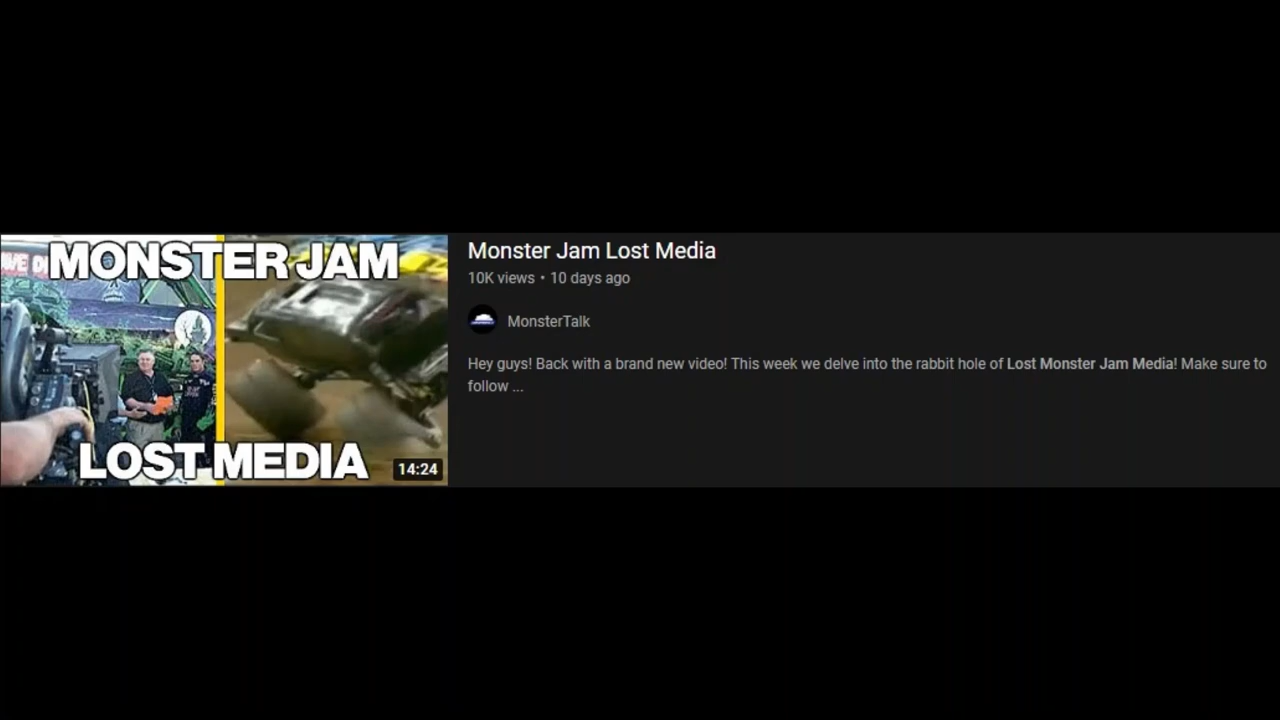 MONSTER JAM
LOST MEDIA
14:24
Monster Jam Lost Media
10K views • 10 days ago
MonsterTalk
Hey guys! Back with a brand new video! This week we delve into the rabbit hole of Lost Monster Jam Media! Make sure to
follow ...